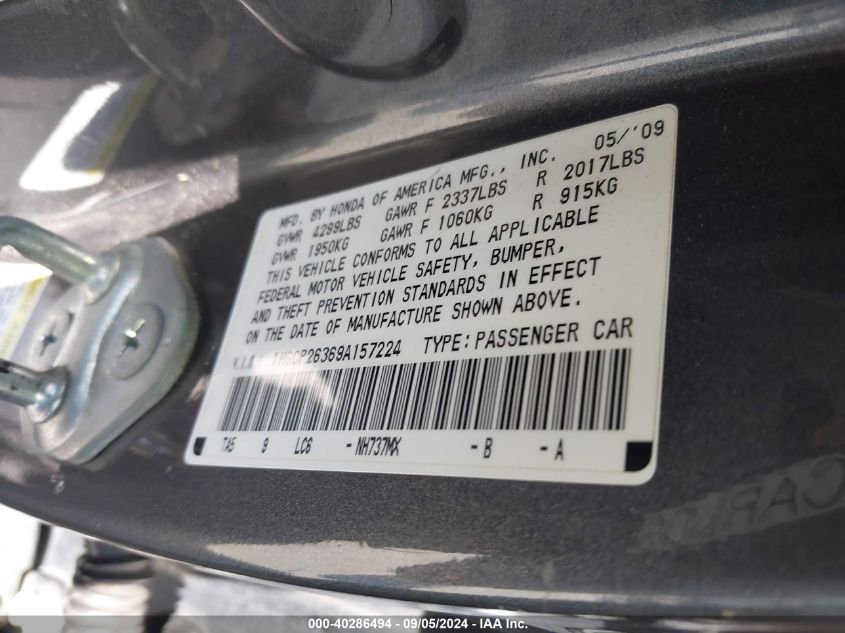 MFD. BY HONDA OF AMERICA MFG., INC. 05/'09
GVWR 4299LBS GAWR F 2337LBS R 2017LBS
GVWR 1950KG GAWR F 1060KG R 915KG
THIS VEHICLE CONFORMS TO ALL APPLICABLE
FEDERAL MOTOR VEHICLE SAFETY, BUMPER,
AND THEFT PREVENTION STANDARDS IN EFFECT
ON THE DATE OF MANUFACTURE SHOWN ABOVE.
V.I.N.: 1HGCP26369A157224 TYPE: PASSENGER CAR
TA5 9 LC6 -NH737MX -B -A
000-40286494 - 09/05/2024 - IAA Inc.